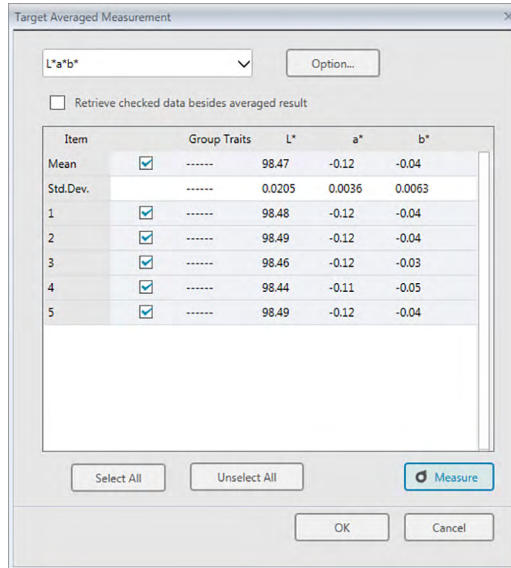 Target Averaged Measurement
L*a*b* Option...
Retrieve checked data besides averaged result
Item Group Traits L* a* b*
Mean ------ 98.47 -0.12 -0.04
Std.Dev. ------ 0.0205 0.0036 0.0063
1 ------ 98.48 -0.12 -0.04
2 ------ 98.49 -0.12 -0.04
3 ------ 98.46 -0.12 -0.03
4 ------ 98.44 -0.11 -0.05
5 ------ 98.49 -0.12 -0.04
Select All Unselect All Measure
OK Cancel